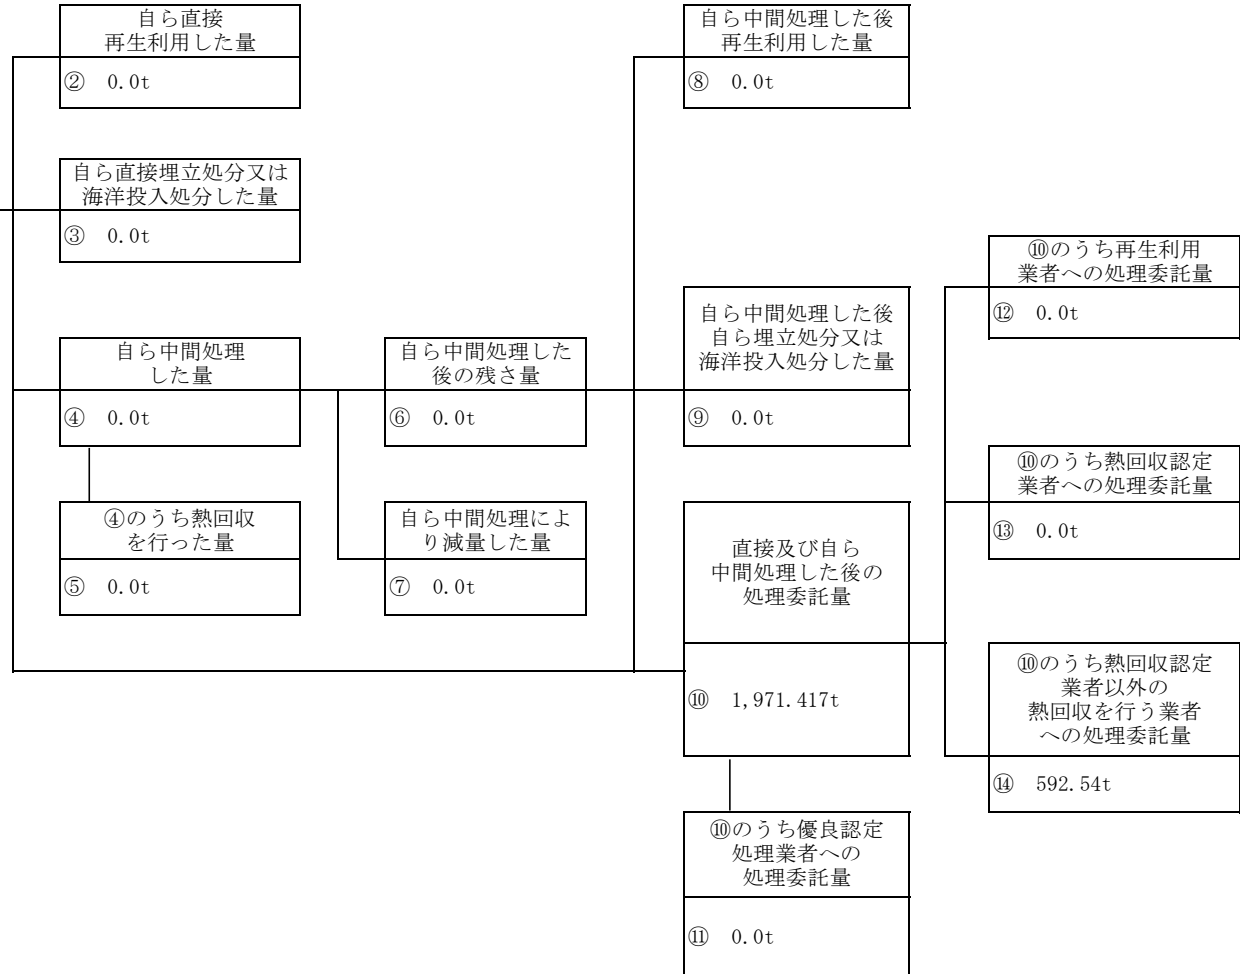 自ら直接
再生利用した量
② 0.0t
自ら直接埋立処分又は
海洋投入処分した量
③ 0.0t
自ら中間処理
した量
④ 0.0t
④のうち熱回収
を行った量
⑤ 0.0t
自ら中間処理した
後の残さ量
⑥ 0.0t
自ら中間処理によ
り減量した量
⑦ 0.0t
自ら中間処理した後
再生利用した量
⑧ 0.0t
自ら中間処理した後
自ら埋立処分又は
海洋投入処分した量
⑨ 0.0t
直接及び自ら
中間処理した後の
処理委託量
⑩ 1,971.417t
⑩のうち優良認定
処理業者への
処理委託量
⑪ 0.0t
⑩のうち再生利用
業者への処理委託量
⑫ 0.0t
⑩のうち熱回収認定
業者への処理委託量
⑬ 0.0t
⑩のうち熱回収認定
業者以外の
熱回収を行う業者
への処理委託量
⑭ 592.54t